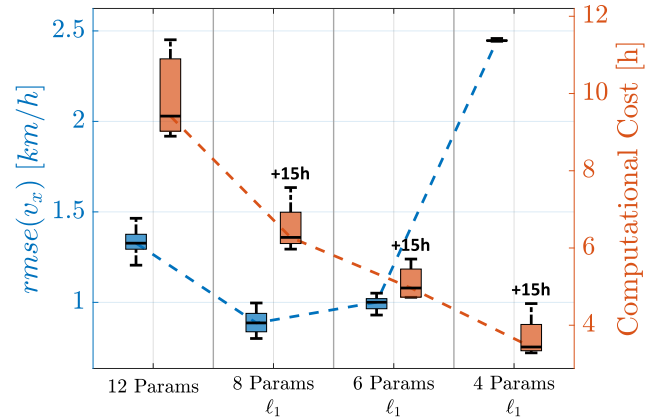 rmse(vₓ) [km/h]
2.5
2
1.5
1
12
10
8
6
4
Computational Cost [h]
+15h
+15h
+15h
12 Params
8 Params
ℓ₁
6 Params
ℓ₁
4 Params
ℓ₁